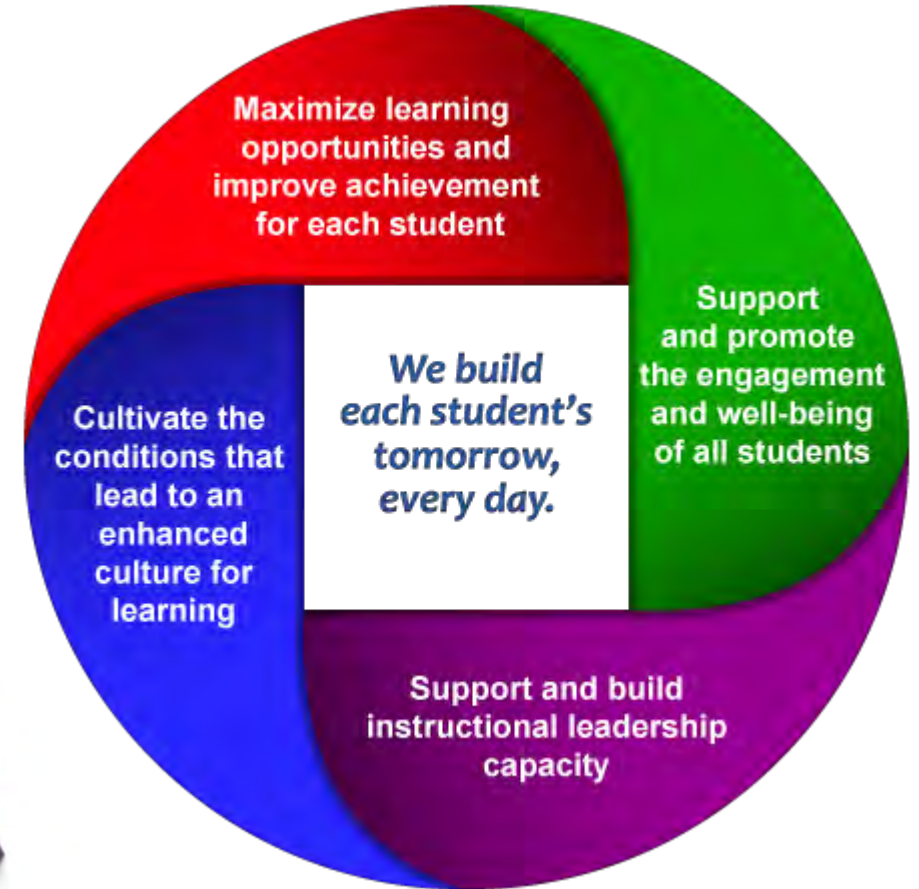 Maximize learning
opportunities and
improve achievement
for each student
Support
and promote
the engagement
and well-being
of all students
Support and build
instructional leadership
capacity
Cultivate the
conditions that
lead to an
enhanced
culture for
learning
We build
each student's
tomorrow,
every day.